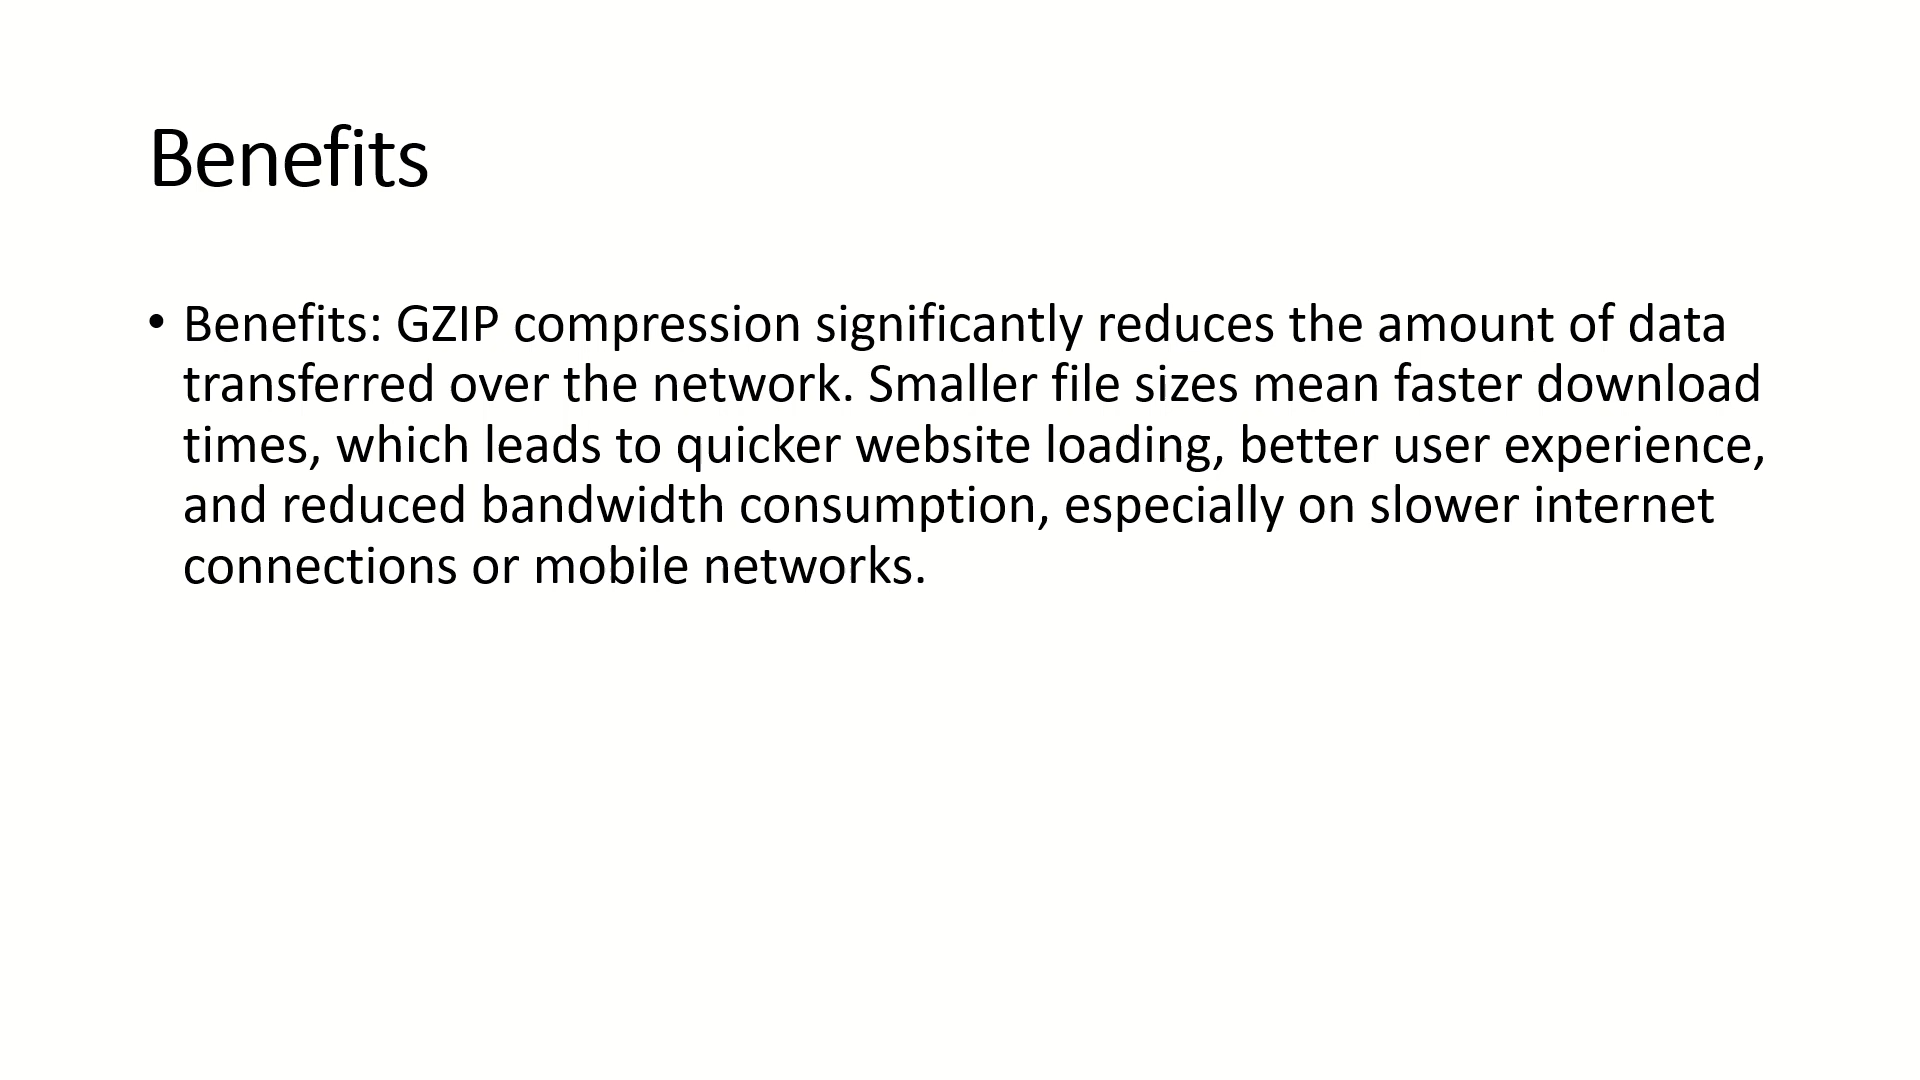 Benefits
• Benefits: GZIP compression significantly reduces the amount of data
transferred over the network. Smaller file sizes mean faster download
times, which leads to quicker website loading, better user experience,
and reduced bandwidth consumption, especially on slower internet
connections or mobile networks.